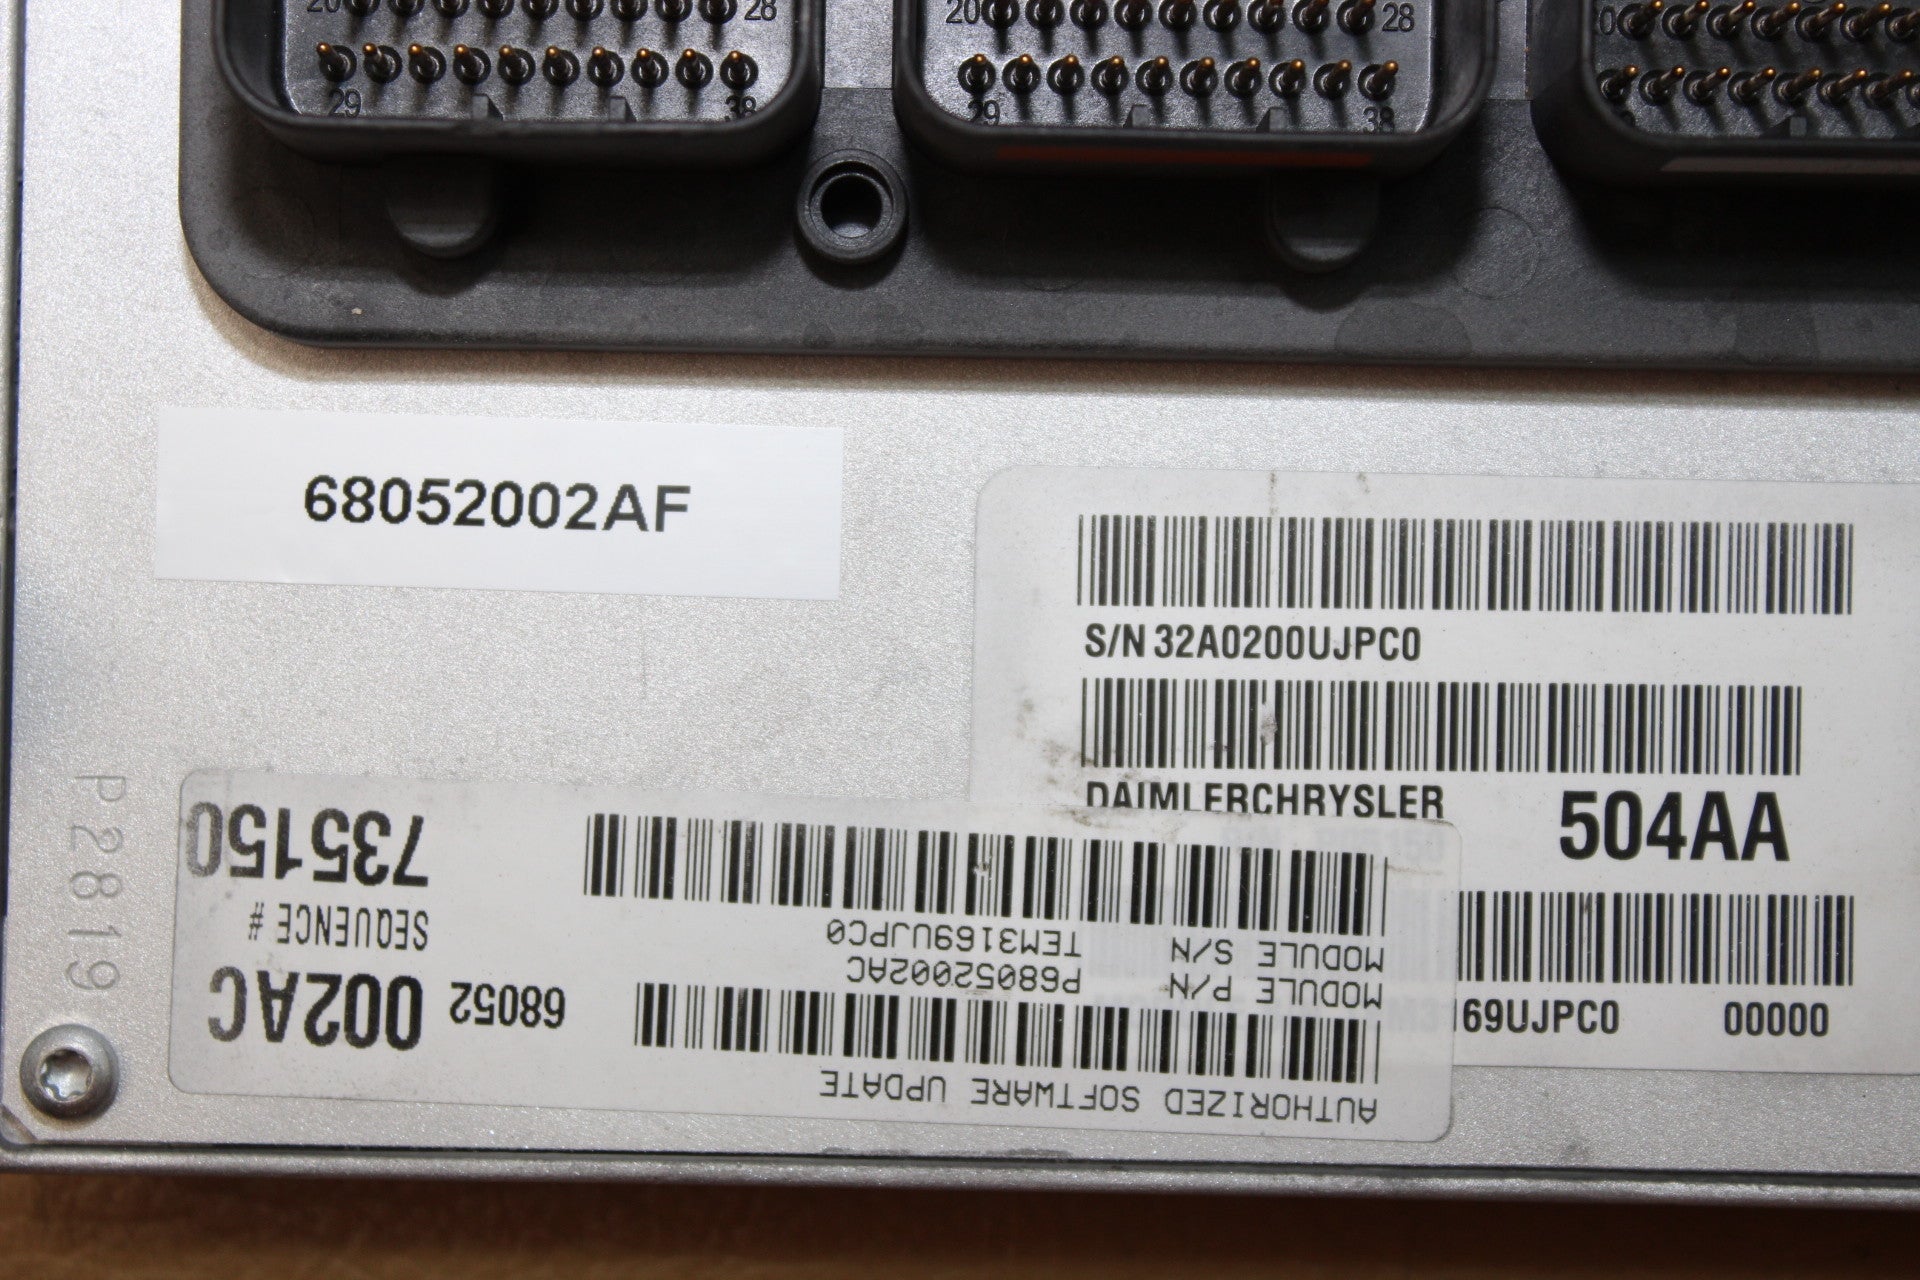 20 28
29 38
20 28
29 38
68052002AF
S/N 32A0200UJPC0
DAIMLERCHRYSLER 504AA
69UJPC0 00000
AUTHORIZED SOFTWARE UPDATE
MODULE P/N P68052002AC
MODULE S/N TEM3169UJPC0
68052 002AC
SEQUENCE #
735150
P2819